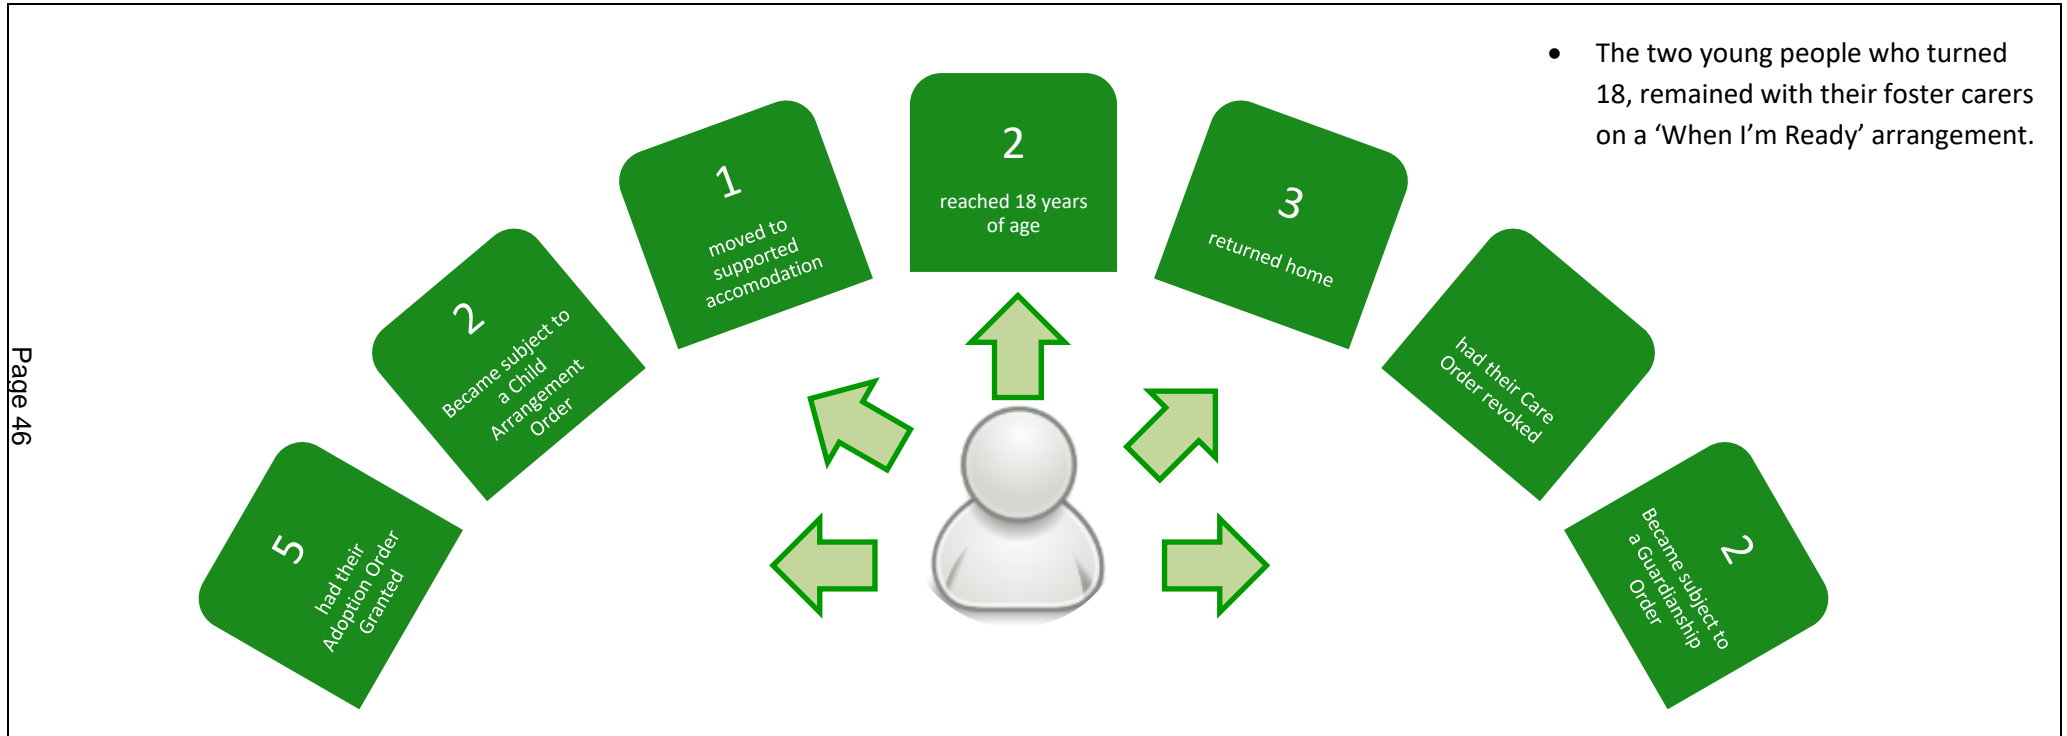 • The two young people who turned
18, remained with their foster carers
on a ‘When I’m Ready’ arrangement.
5
had their
Adoption Order
Granted
2
Became subject to
a Child
Arrangement
Order
1
moved to
supported
accomodation
2
reached 18 years
of age
3
returned home
had their Care
Order revoked
2
Became subject to
a Guardianship
Order
Page 46